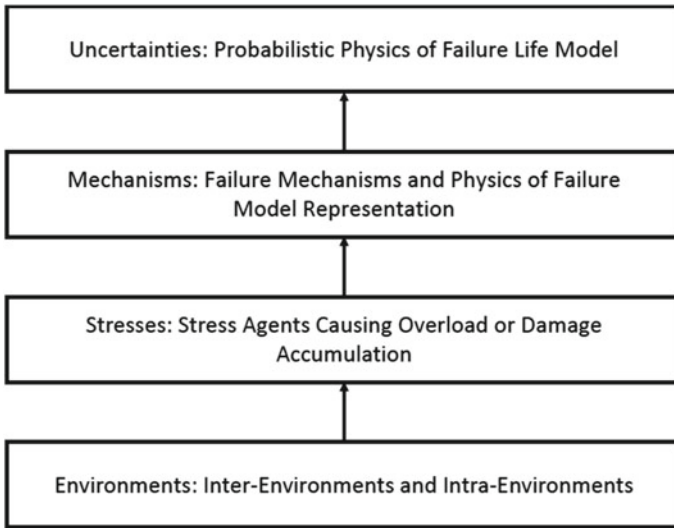 Uncertainties: Probabilistic Physics of Failure Life Model
Mechanisms: Failure Mechanisms and Physics of Failure
Model Representation
Stresses: Stress Agents Causing Overload or Damage
Accumulation
Environments: Inter-Environments and Intra-Environments